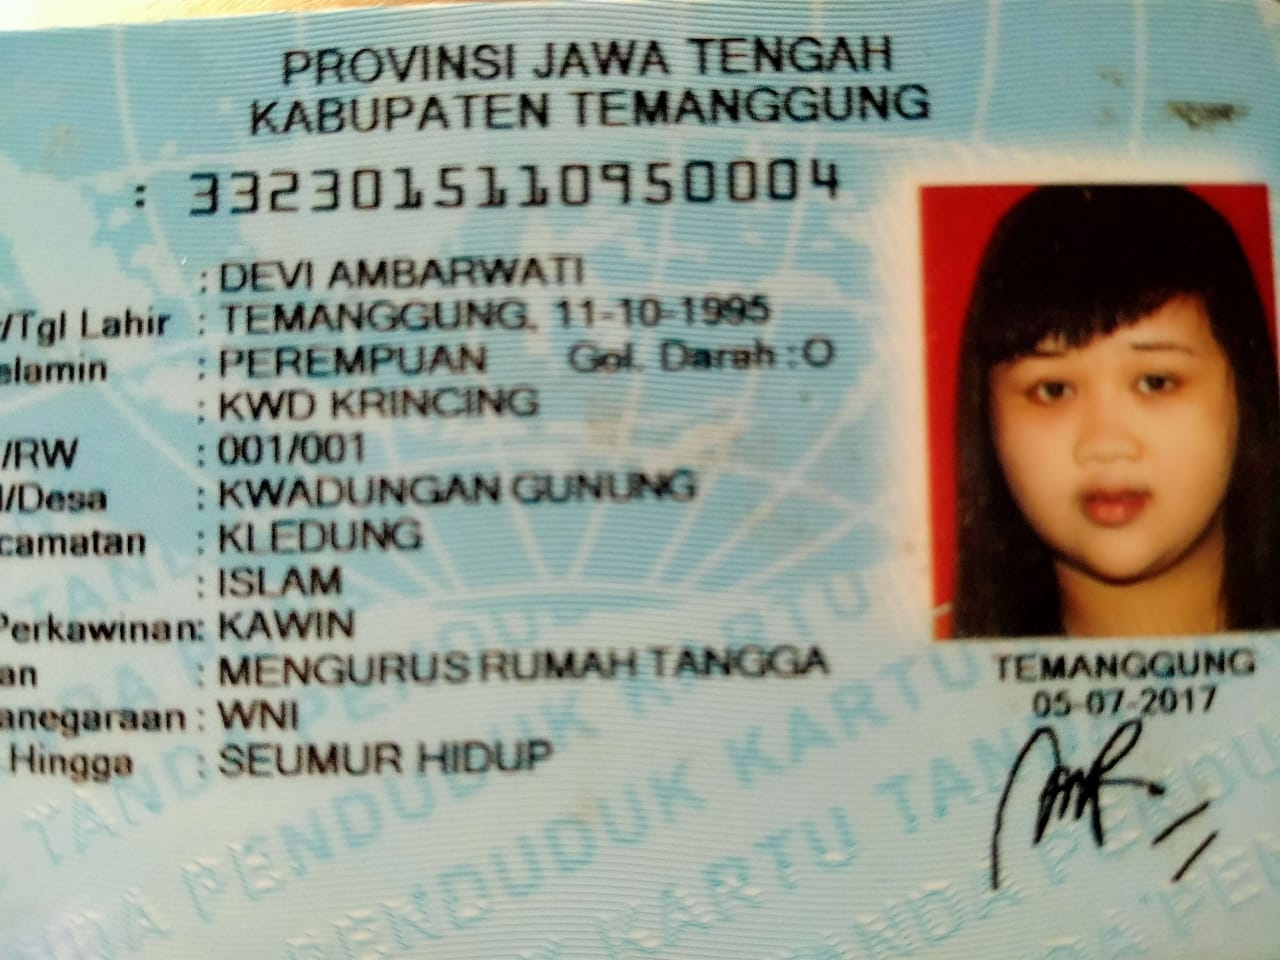 PROVINSI JAWA TENGAH
KABUPATEN TEMANGGUNG
: 3323015110950004
: DEVI AMBARWATI
/Tgl Lahir : TEMANGGUNG, 11-10-1995
elamin : PEREMPUAN Gol. Darah : O
: KWD KRINCING
/RW : 001/001
/Desa : KWADUNGAN GUNUNG
camatan : KLEDUNG
: ISLAM
Perkawinan: KAWIN
an : MENGURUS RUMAH TANGGA
anegaraan : WNI
Hingga : SEUMUR HIDUP
TEMANGGUNG
05-07-2017